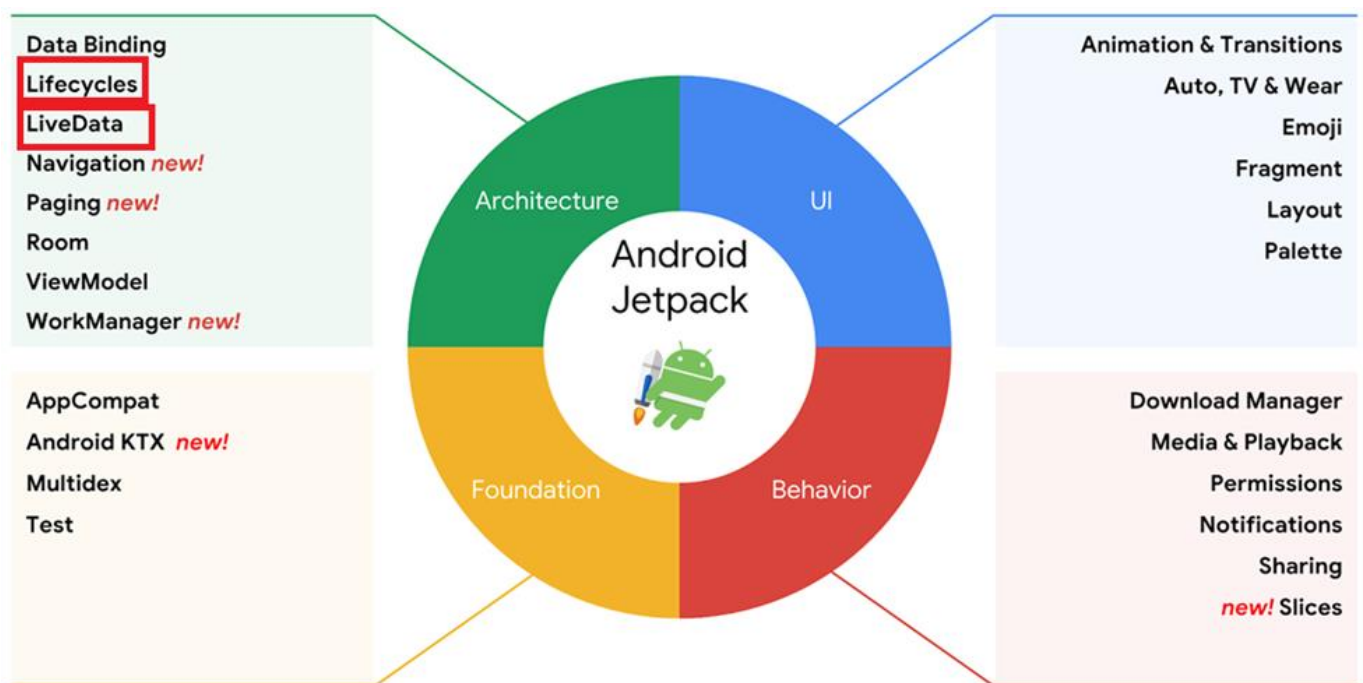 Data Binding
Lifecycles
LiveData
Navigation new!
Paging new!
Room
ViewModel
WorkManager new!
Animation & Transitions
Auto, TV & Wear
Emoji
Fragment
Layout
Palette
Architecture
UI
Android
Jetpack
Foundation
Behavior
AppCompat
Android KTX new!
Multidex
Test
Download Manager
Media & Playback
Permissions
Notifications
Sharing
new! Slices